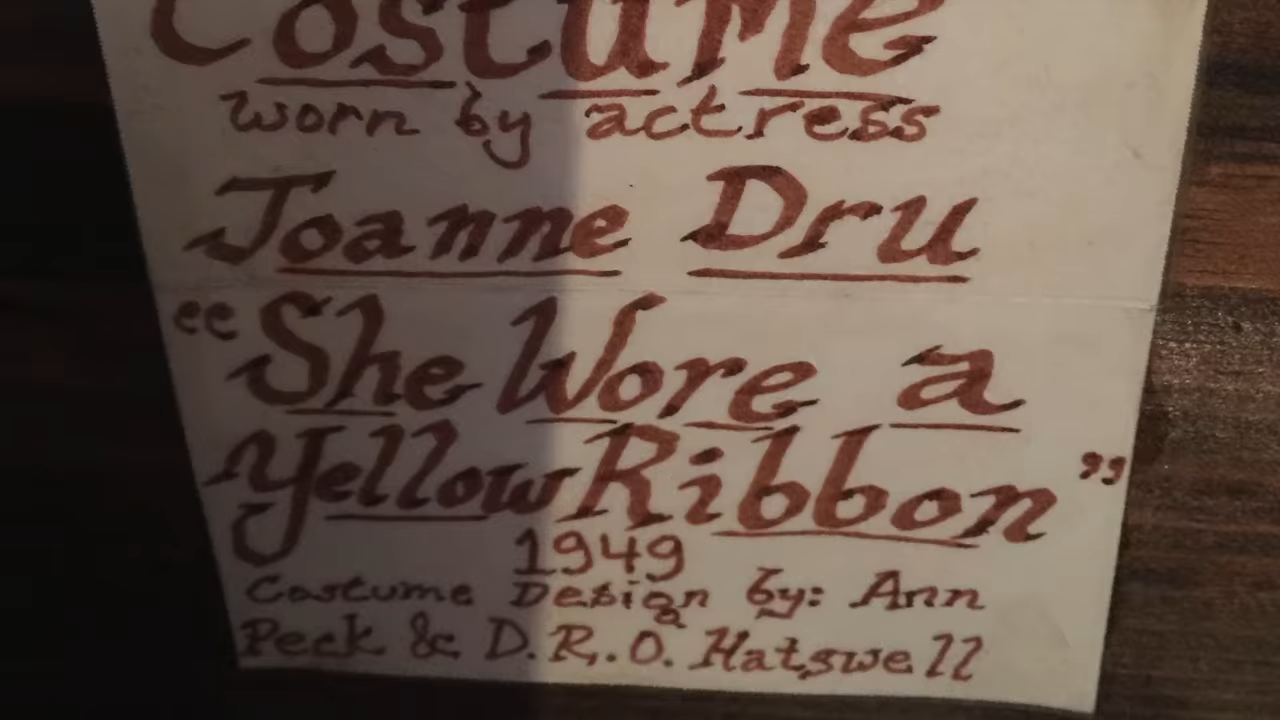 Costume
worn by actress
Joanne Dru
"She Wore a
Yellow Ribbon"
1949
Costume Design by: Ann
Peck & D.R.O. Hatswell